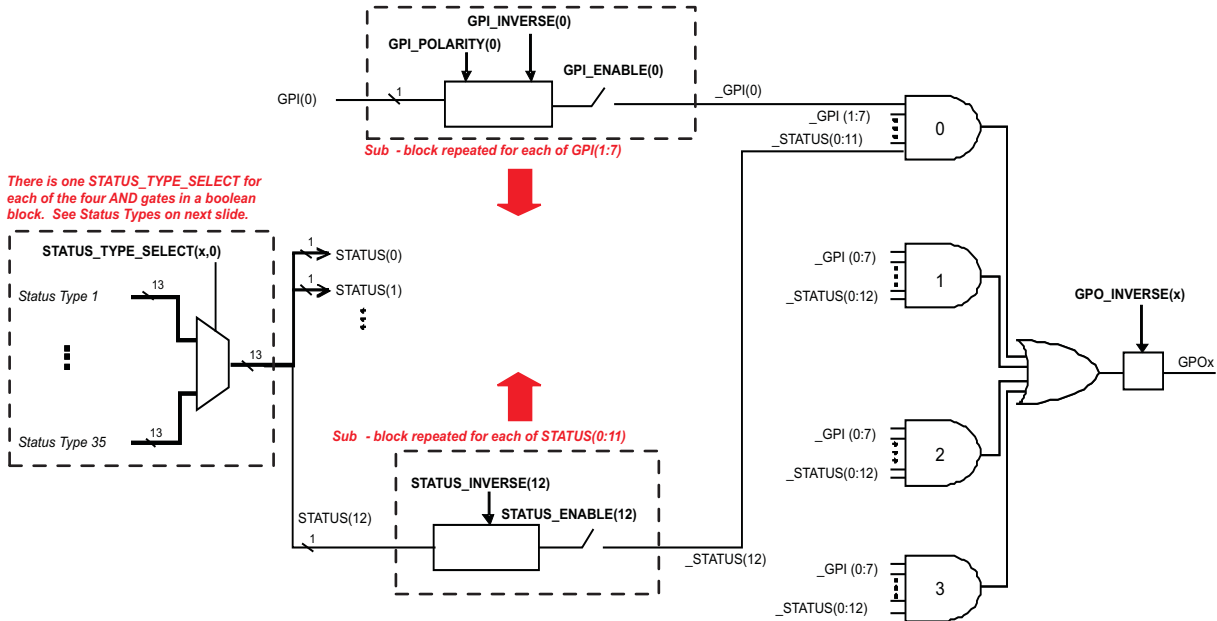 GPI_INVERSE(0)
GPI_POLARITY(0)
GPI_ENABLE(0)
GPI(0)
1
_GPI(0)
_GPI (1:7)
_STATUS(0:11)
0
Sub - block repeated for each of GPI(1:7)
There is one STATUS_TYPE_SELECT for
each of the four AND gates in a boolean
block. See Status Types on next slide.
STATUS_TYPE_SELECT(x,0)
Status Type 1
13
13
Status Type 35
13
1
STATUS(0)
1
STATUS(1)
_GPI (0:7)
_STATUS(0:12)
1
GPO_INVERSE(x)
GPOx
Sub - block repeated for each of STATUS(0:11)
STATUS_INVERSE(12)
STATUS_ENABLE(12)
STATUS(12)
1
_STATUS(12)
_GPI (0:7)
_STATUS(0:12)
2
_GPI (0:7)
_STATUS(0:12)
3